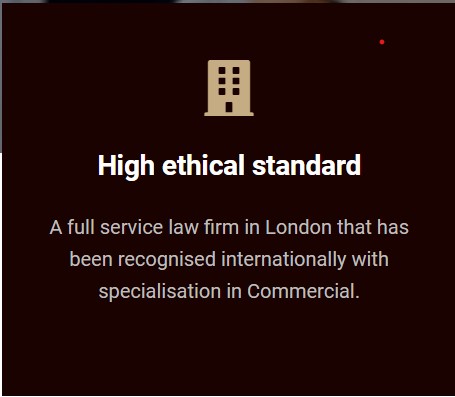 High ethical standard
A full service law firm in London that has
been recognised internationally with
specialisation in Commercial.